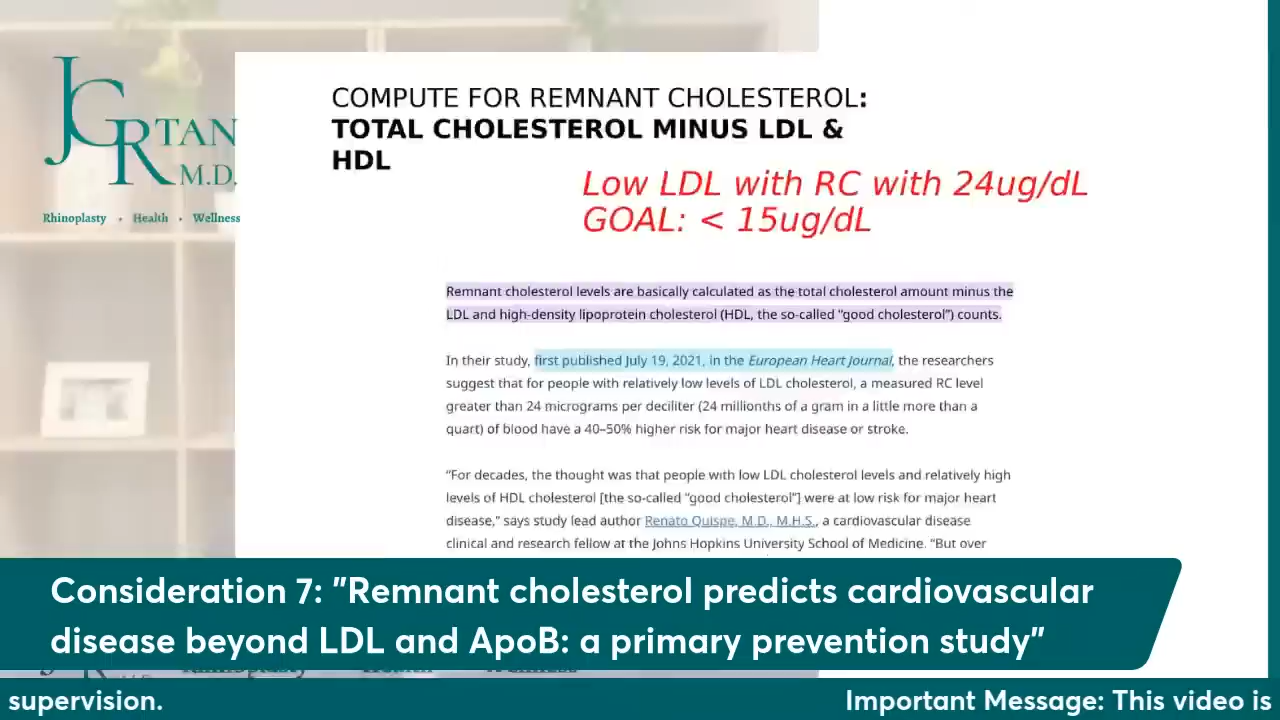 JGRTAN
M.D.
Rhinoplasty • Health • Wellness
COMPUTE FOR REMNANT CHOLESTEROL:
TOTAL CHOLESTEROL MINUS LDL &
HDL
Low LDL with RC with 24ug/dL
GOAL: < 15ug/dL
Remnant cholesterol levels are basically calculated as the total cholesterol amount minus the
LDL and high-density lipoprotein cholesterol (HDL, the so-called “good cholesterol”) counts.
In their study, first published July 19, 2021, in the European Heart Journal, the researchers
suggest that for people with relatively low levels of LDL cholesterol, a measured RC level
greater than 24 micrograms per deciliter (24 millionths of a gram in a little more than a
quart) of blood have a 40–50% higher risk for major heart disease or stroke.
“For decades, the thought was that people with low LDL cholesterol levels and relatively high
levels of HDL cholesterol [the so-called “good cholesterol”] were at low risk for major heart
disease,” says study lead author Renato Quispe, M.D., M.H.S., a cardiovascular disease
clinical and research fellow at the Johns Hopkins University School of Medicine. “But over
Consideration 7: "Remnant cholesterol predicts cardiovascular
disease beyond LDL and ApoB: a primary prevention study"
supervision. Important Message: This video is